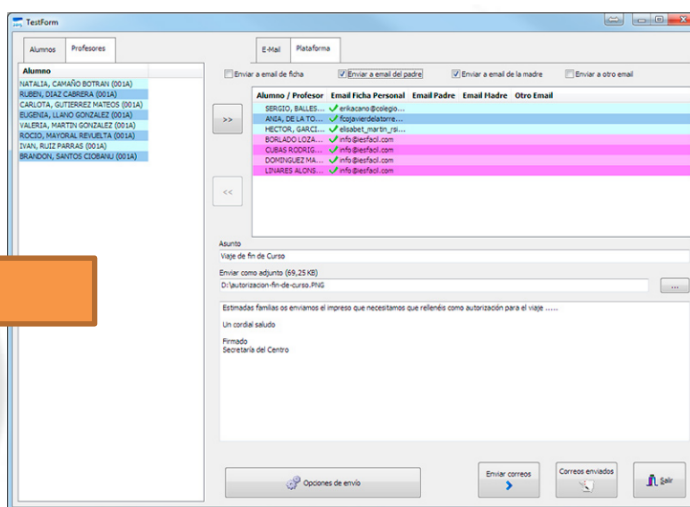 TestForm
Alumnos Profesores
E-Mail Plataforma
Alumno
NATALIA, CAMAÑO BOTRAN (001A)
RUBEN, DIAZ CABRERA (001A)
CARLOTA, GUTIERREZ MATEOS (001A)
EUGENIA, LLANO GONZALEZ (001A)
VALERIA, MARTIN GONZALEZ (001A)
ROCIO, MAYORAL REVUELTA (001A)
IVAN, RUIZ PARRAS (001A)
BRANDON, SANTOS CIOBANU (001A)
Enviar a email de ficha Enviar a email del padre Enviar a email de la madre Enviar a otro email
Alumno / Profesor Email Ficha Personal Email Padre Email Madre Otro Email
SERGIO, BALLES... erikacano@colegio...
ANIA, DE LA TO... fcojavierdelatorre...
HECTOR, GARCI... elisabet_martin_rsi...
BORLADO LOZA... info@iesfacil.com
CUBAS RODRIG... info@iesfacil.com
DOMINGUEZ MA... info@iesfacil.com
LINARES ALONS... info@iesfacil.com
>>
<<
Asunto
Viaje de fin de Curso
Enviar como adjunto (69,25 KB)
D:\autorizacion-fin-de-curso.PNG
...
Estimadas familias os enviamos el impreso que necesitamos que rellenéis como autorización para el viaje .....
Un cordial saludo
Firmado
Secretaría del Centro
Opciones de envío
Enviar correos
Correos enviados
Salir